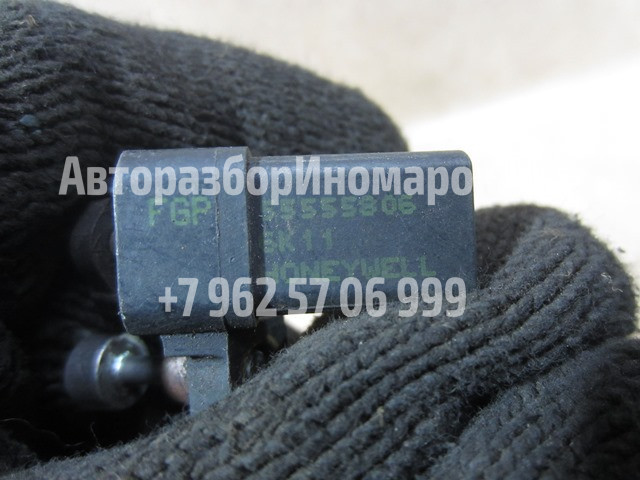 АвторазборИномаро
FGP 55555806
SK11
HONEYWELL
+7 962 57 06 999